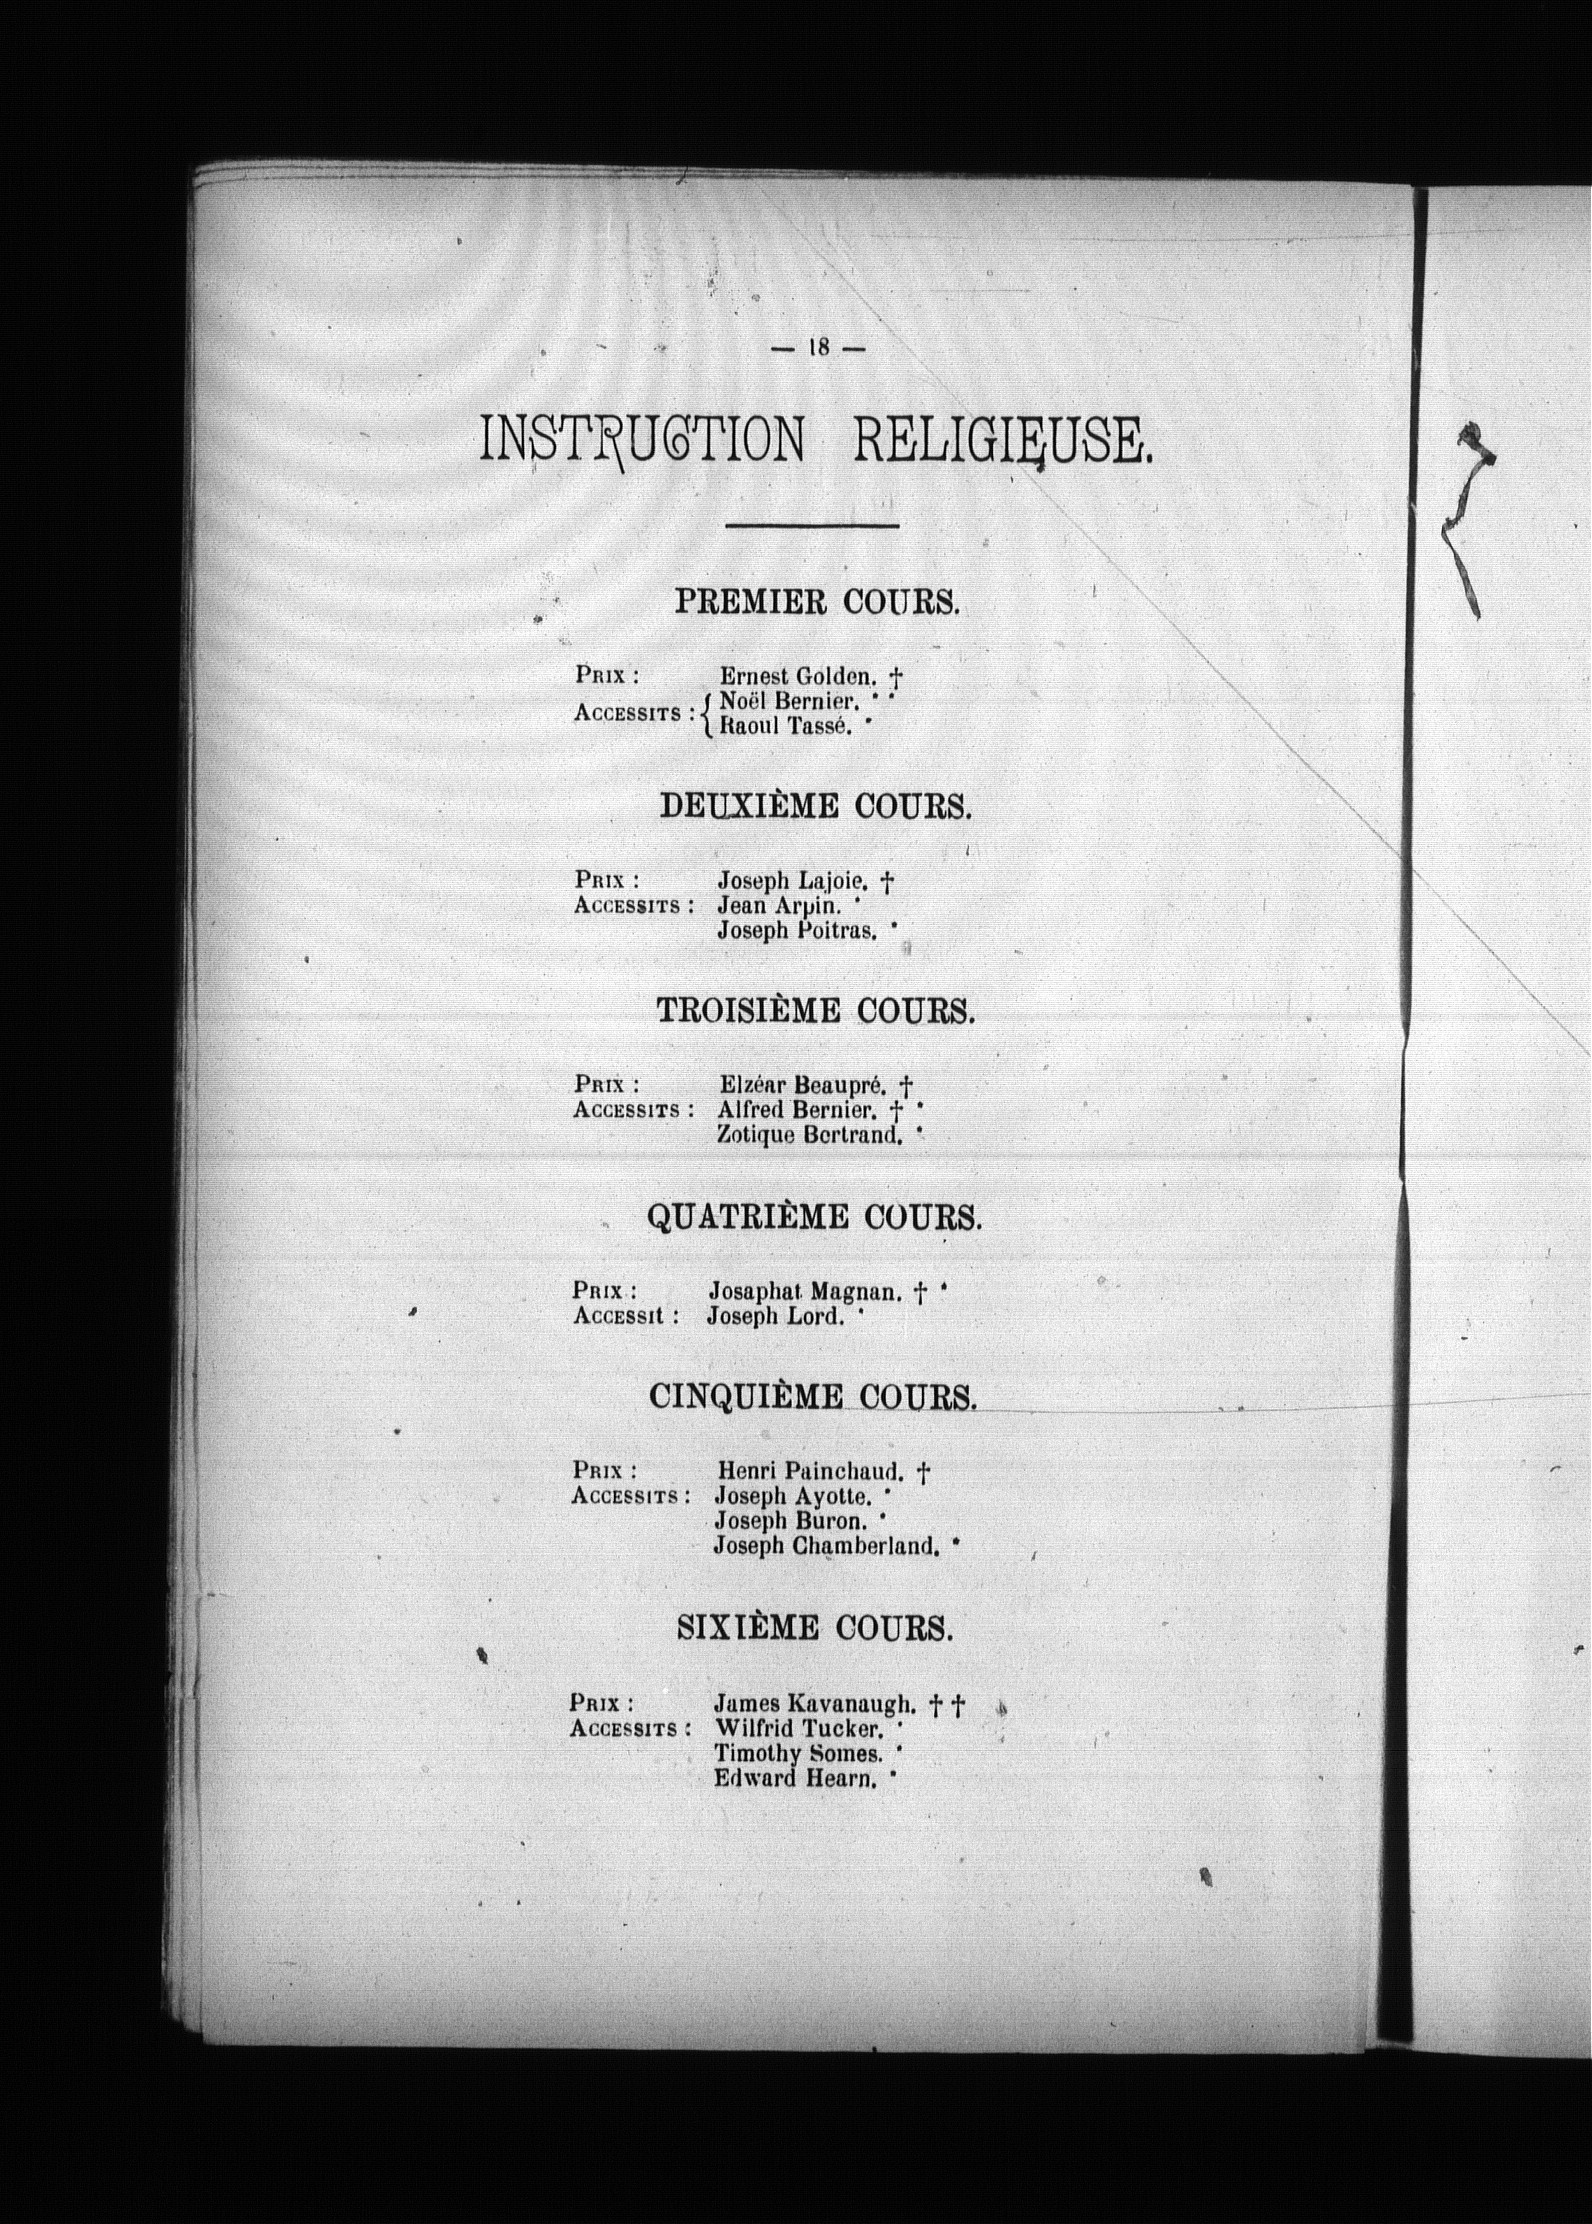 — 18 —
INSTRUCTION RELIGIEUSE.
PREMIER COURS.
PRIX : Ernest Golden. †
ACCESSITS : { Noël Bernier. * *
Raoul Tassé. *
DEUXIÈME COURS.
PRIX : Joseph Lajoie. †
ACCESSITS : Jean Arpin. *
Joseph Poitras. *
TROISIÈME COURS.
PRIX : Elzéar Beaupré. †
ACCESSITS : Alfred Bernier. † *
Zotique Bertrand. *
QUATRIÈME COURS.
PRIX : Josaphat Magnan. † *
ACCESSIt : Joseph Lord. *
CINQUIÈME COURS.
PRIX : Henri Painchaud. †
ACCESSITS : Joseph Ayotte. *
Joseph Buron. *
Joseph Chamberland. *
SIXIÈME COURS.
PRIX : James Kavanaugh. † †
ACCESSITS : Wilfrid Tucker. *
Timothy Somes. *
Edward Hearn. *